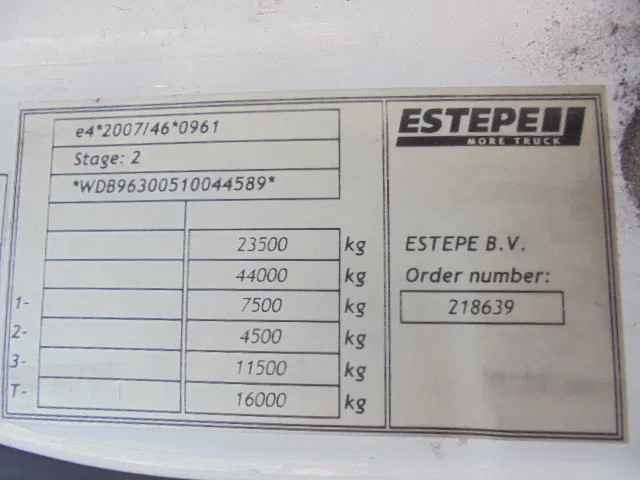 e4*2007/46*0961
Stage: 2
*WDB96300510044589*
23500 kg
44000 kg
1- 7500 kg
2- 4500 kg
3- 11500 kg
T- 16000 kg
ESTEPE
MORE TRUCK
ESTEPE B.V.
Order number:
218639